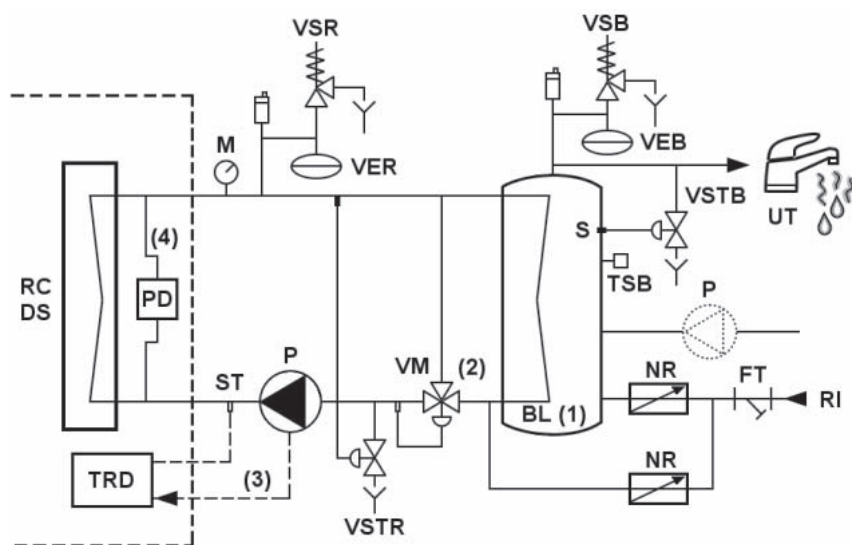 VSR
VSB
M
VER
VEB
VSTB
UT
(4)
S
RC
DS
PD
TSB
P
P
ST
VM
(2)
NR
FT
BL (1)
RI
TRD
(3)
NR
VSTR